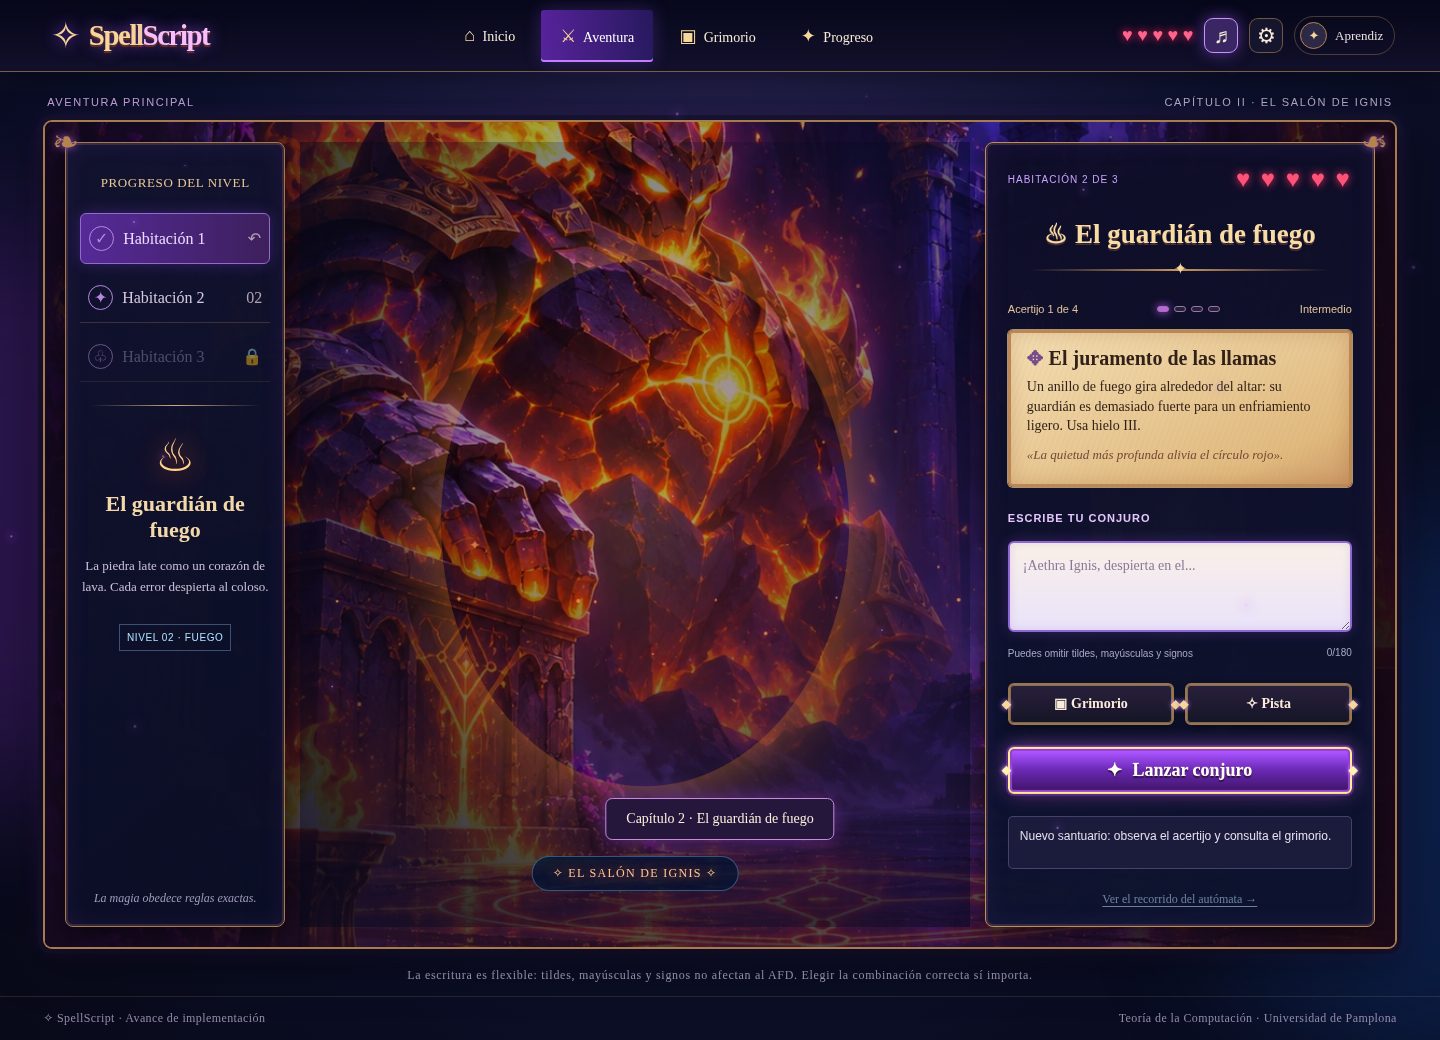 SpellScript
Inicio
Aventura
Grimorio
Progreso
Aprendiz
AVENTURA PRINCIPAL
CAPÍTULO II · EL SALÓN DE IGNIS
PROGRESO DEL NIVEL
Habitación 1
Habitación 2 02
Habitación 3
El guardián de
fuego
La piedra late como un corazón de
lava. Cada error despierta al coloso.
NIVEL 02 · FUEGO
La magia obedece reglas exactas.
Capítulo 2 · El guardián de fuego
EL SALÓN DE IGNIS
HABITACIÓN 2 DE 3
El guardián de fuego
Acertijo 1 de 4
Intermedio
El juramento de las llamas
Un anillo de fuego gira alrededor del altar: su
guardián es demasiado fuerte para un enfriamiento
ligero. Usa hielo III.
«La quietud más profunda alivia el círculo rojo».
ESCRIBE TU CONJURO
¡Aethra Ignis, despierta en el...
Puedes omitir tildes, mayúsculas y signos
0/180
Grimorio
Pista
Lanzar conjuro
Nuevo santuario: observa el acertijo y consulta el grimorio.
Ver el recorrido del autómata →
La escritura es flexible: tildes, mayúsculas y signos no afectan al AFD. Elegir la combinación correcta sí importa.
SpellScript · Avance de implementación
Teoría de la Computación · Universidad de Pamplona